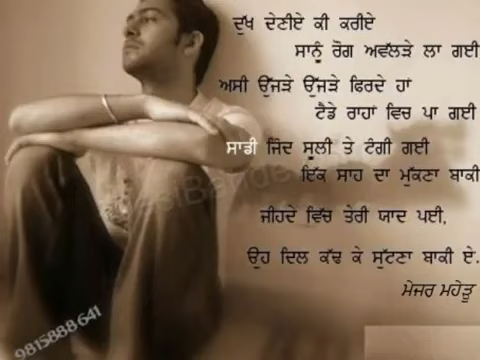 ਦੁੱਖ ਦੇਣੀਏ ਕੀ ਕਰੀਏ
ਸਾਨੂੰ ਰੋਗ ਅਵੱਲੜੇ ਲਾ ਗਈ
ਅਸੀ ਉੱਜੜੇ ਉੱਜੜੇ ਫਿਰਦੇ ਹਾਂ
ਟੈਡੇ ਰਾਹਾਂ ਵਿਚ ਪਾ ਗਈ
ਸਾਡੀ ਜਿੰਦ ਸੂਲੀ ਤੇ ਟੰਗੀ ਗਈ
ਇੱਕ ਸਾਹ ਦਾ ਮੁੱਕਣਾ ਬਾਕੀ
ਜੀਹਦੇ ਵਿੱਚ ਤੇਰੀ ਯਾਦ ਪਈ,
ਉਹ ਦਿਲ ਕੱਢ ਕੇ ਸੁੱਟਣਾ ਬਾਕੀ ਏ.
ਮੇਜਰ ਮਹੇੜੂ
9815888641